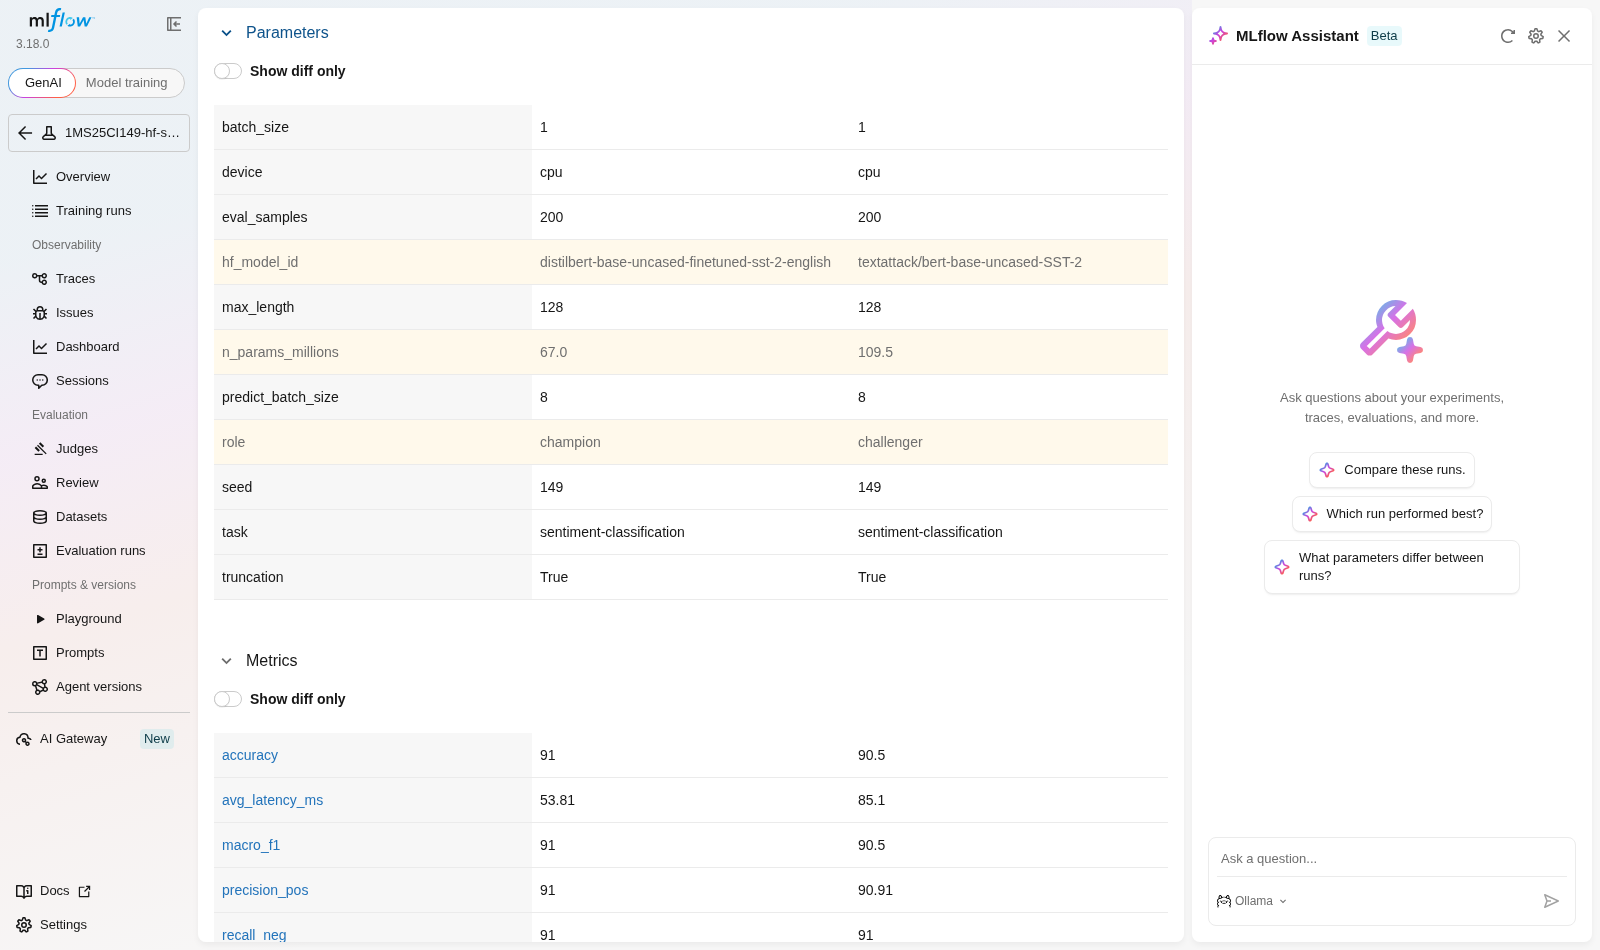 mlflow
3.18.0
GenAI
Model training
1MS25CI149-hf-s...
Overview
Training runs
Observability
Traces
Issues
Dashboard
Sessions
Evaluation
Judges
Review
Datasets
Evaluation runs
Prompts & versions
Playground
Prompts
Agent versions
AI Gateway New
Docs
Settings
Parameters
Show diff only
batch_size 1 1
device cpu cpu
eval_samples 200 200
hf_model_id distilbert-base-uncased-finetuned-sst-2-english textattack/bert-base-uncased-SST-2
max_length 128 128
n_params_millions 67.0 109.5
predict_batch_size 8 8
role champion challenger
seed 149 149
task sentiment-classification sentiment-classification
truncation True True
Metrics
Show diff only
accuracy 91 90.5
avg_latency_ms 53.81 85.1
macro_f1 91 90.5
precision_pos 91 90.91
recall_neg 91 91
MLflow Assistant Beta
Ask questions about your experiments,
traces, evaluations, and more.
Compare these runs.
Which run performed best?
What parameters differ between
runs?
Ask a question...
Ollama